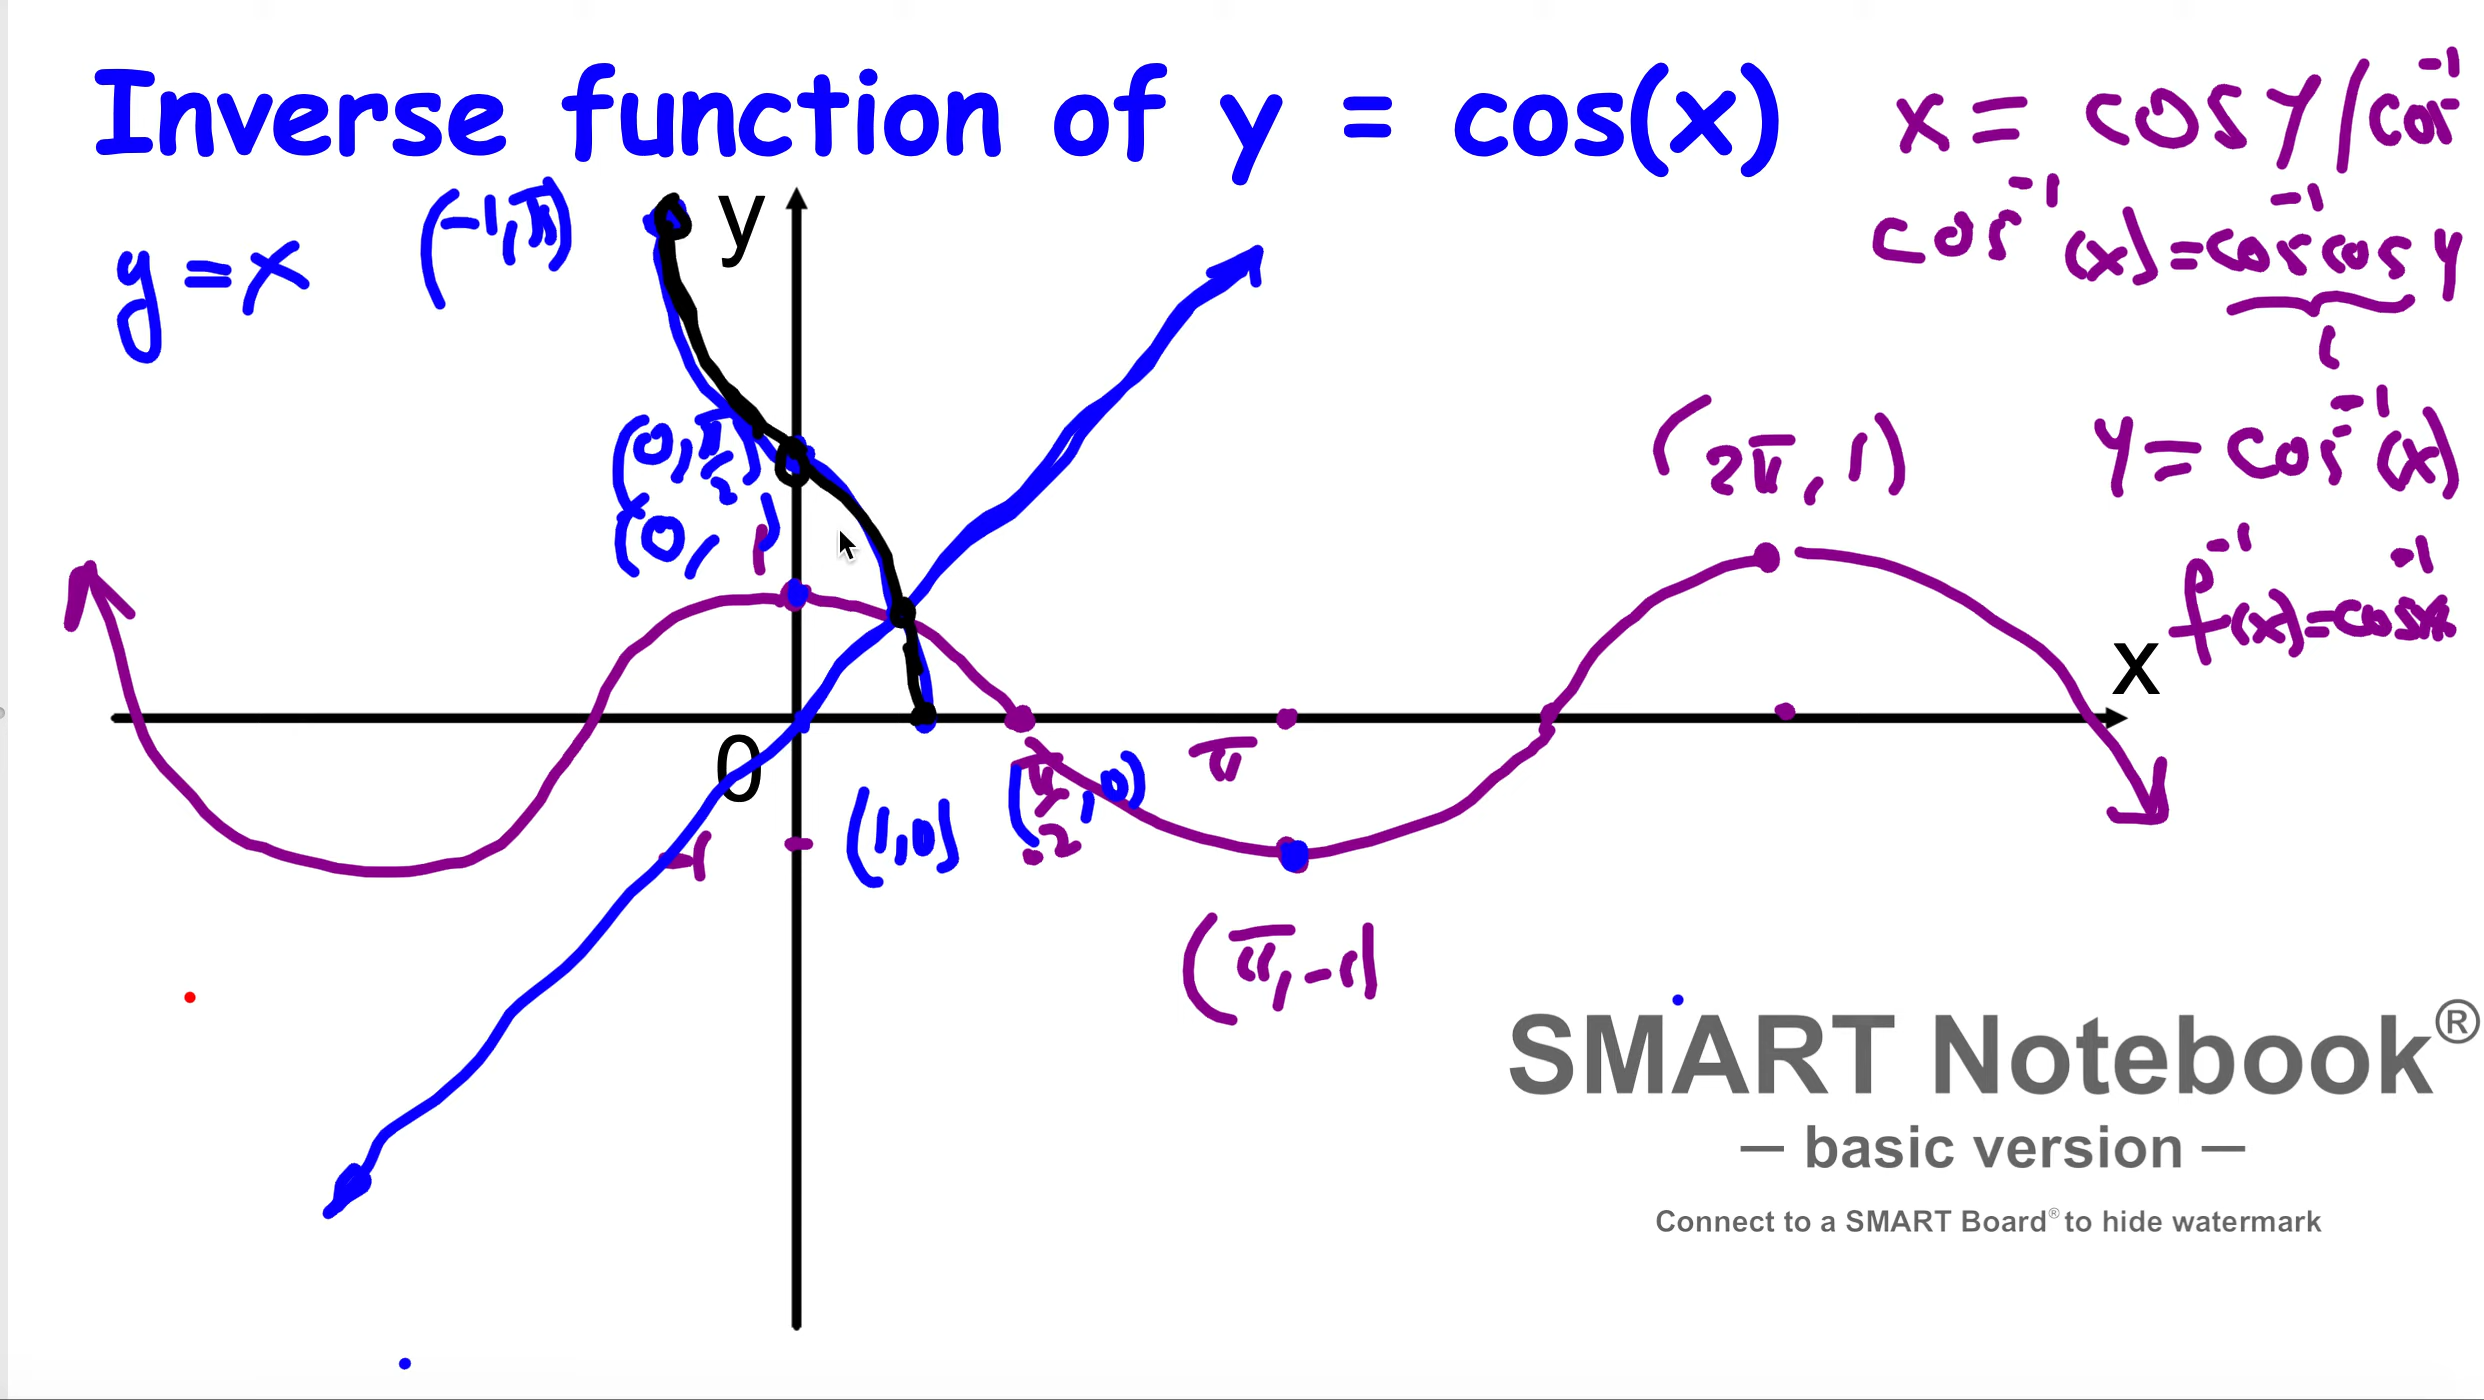 Inverse function of y = cos(x)
x = cos y / cos⁻¹
cos⁻¹(x) = cos⁻¹ cos y
y = x
(-1, π)
y
(2π, 1)
y = cos⁻¹(x)
(0, π/2)
(0, 1)
f⁻¹(x) = cos⁻¹x
x
0
π
-1
(1, 0)
(π/2, 0)
(π, -1)
SMART Notebook®
— basic version —
Connect to a SMART Board® to hide watermark